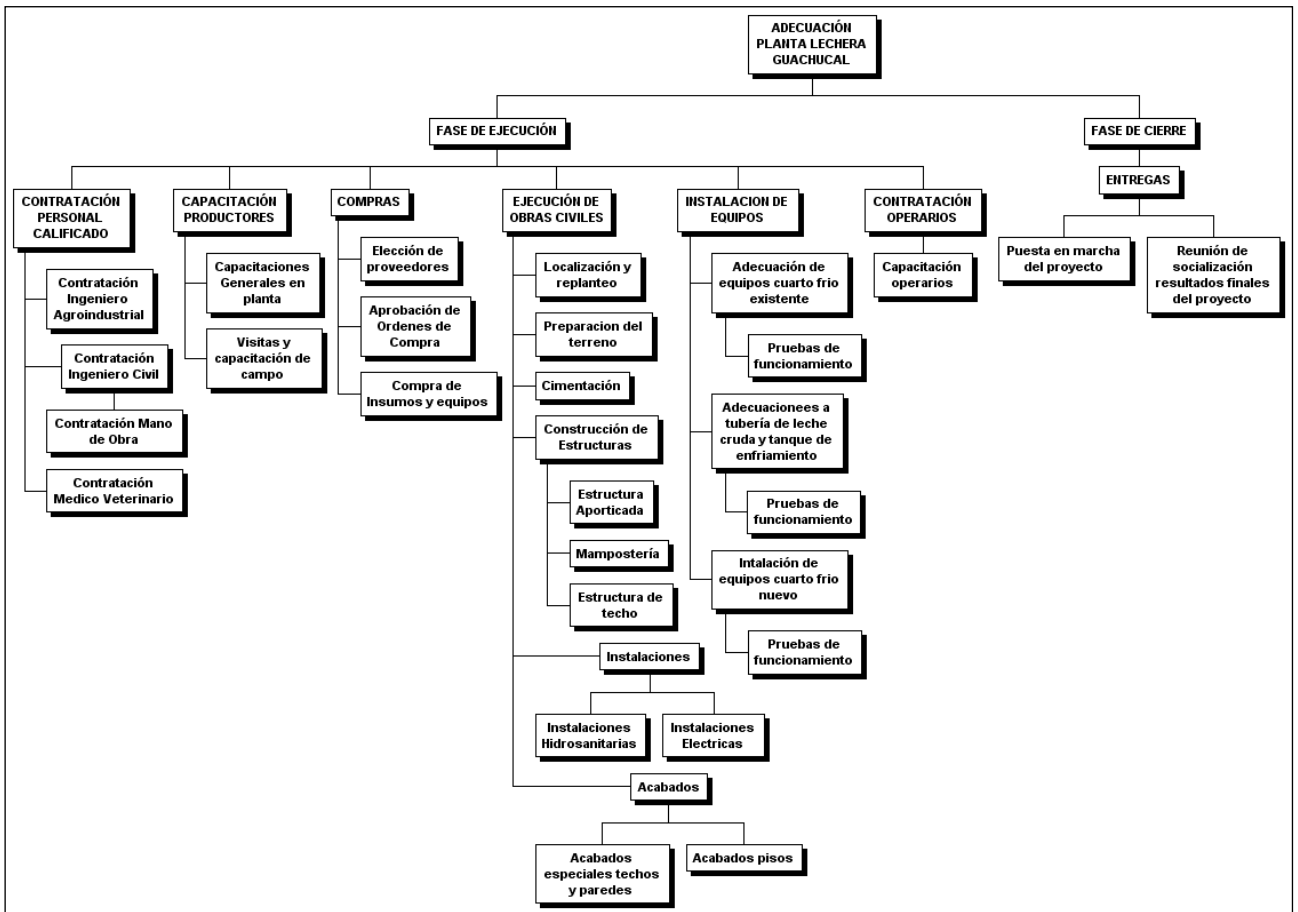 ADECUACIÓN
PLANTA LECHERA
GUACHUCAL
FASE DE EJECUCIÓN
FASE DE CIERRE
CONTRATACIÓN
PERSONAL
CALIFICADO
CAPACITACIÓN
PRODUCTORES
COMPRAS
EJECUCIÓN DE
OBRAS CIVILES
INSTALACION DE
EQUIPOS
CONTRATACIÓN
OPERARIOS
ENTREGAS
Contratación
Ingeniero
Agroindustrial
Contratación
Ingeniero Civil
Contratación Mano
de Obra
Contratación
Medico Veterinario
Capacitaciones
Generales en
planta
Visitas y
capacitación de
campo
Elección de
proveedores
Aprobación de
Ordenes de
Compra
Compra de
Insumos y equipos
Localización y
replanteo
Preparacion del
terreno
Cimentación
Construcción de
Estructuras
Estructura
Aporticada
Mampostería
Estructura de
techo
Instalaciones
Instalaciones
Hidrosanitarias
Instalaciones
Electricas
Acabados
Acabados
especiales techos
y paredes
Acabados pisos
Adecuación de
equipos cuarto frio
existente
Pruebas de
funcionamiento
Adecuacionees a
tubería de leche
cruda y tanque de
enfriamiento
Pruebas de
funcionamiento
Intalación de
equipos cuarto frio
nuevo
Pruebas de
funcionamiento
Capacitación
operarios
Puesta en marcha
del proyecto
Reunión de
socialización
resultados finales
del proyecto